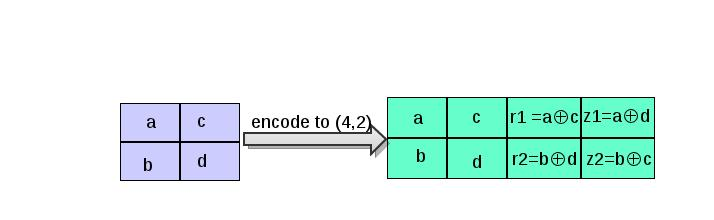 a c
b d
encode to (4,2)
a c r1 =a⊕c z1=a⊕d
b d r2=b⊕d z2=b⊕c